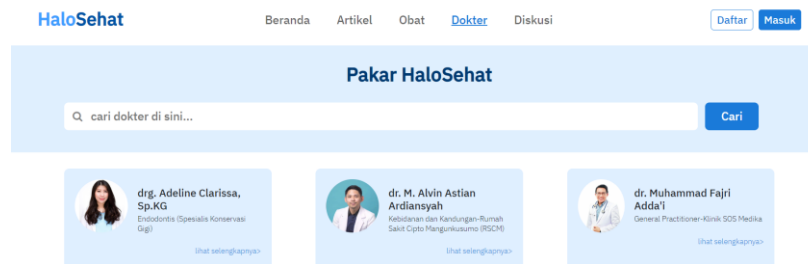 HaloSehat
Beranda Artikel Obat Dokter Diskusi
Daftar Masuk
Pakar HaloSehat
cari dokter di sini...
Cari
drg. Adeline Clarissa,
Sp.KG
Endodontis (Spesialis Konservasi
Gigi)
lihat selengkapnya>
dr. M. Alvin Astian
Ardiansyah
Kebidanan dan Kandungan-Rumah
Sakit Cipto Mangunkusumo (RSCM)
lihat selengkapnya>
dr. Muhammad Fajri
Adda'i
General Practitioner-Klinik SOS Medika
lihat selengkapnya>